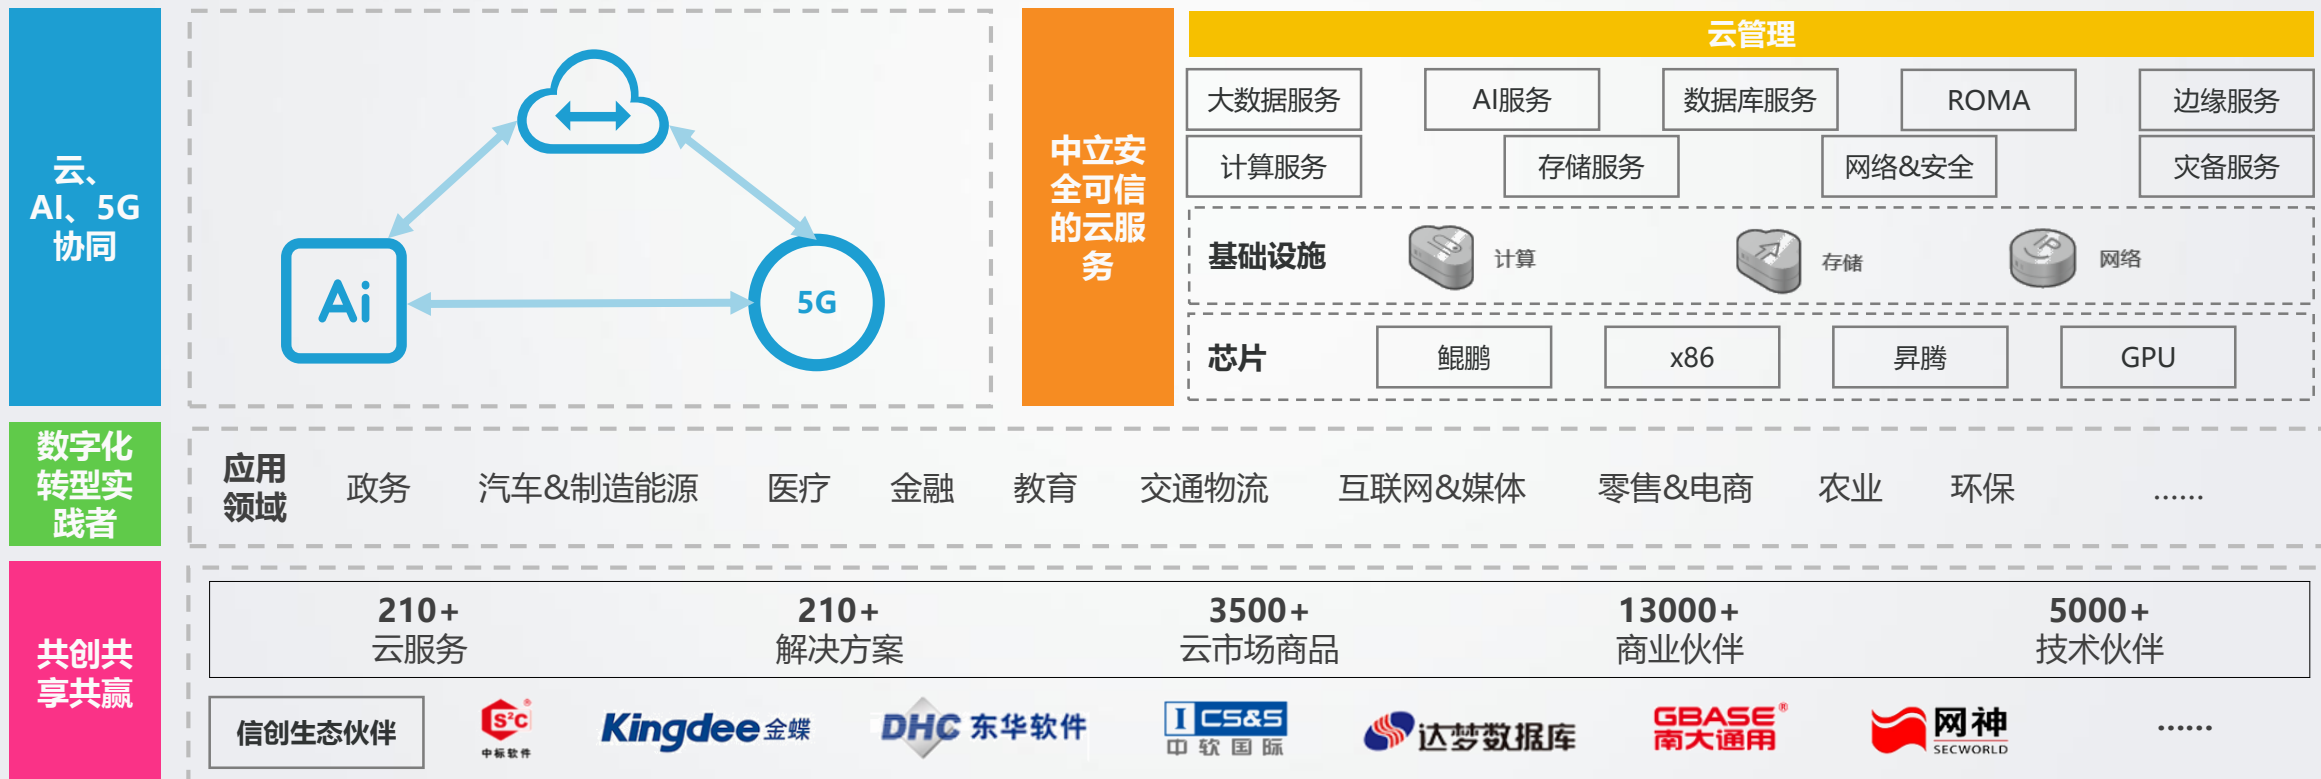 云、
AI、5G
协同
Ai
5G
中立安
全可信
的云服
务
云管理
大数据服务
AI服务
数据库服务
ROMA
边缘服务
计算服务
存储服务
网络&安全
灾备服务
基础设施
计算
存储
IP
网络
芯片
鲲鹏
x86
昇腾
GPU
数字化
转型实
践者
应用
领域
政务
汽车&制造能源
医疗
金融
教育
交通物流
互联网&媒体
零售&电商
农业
环保
......
共创共
享共赢
210+
云服务
210+
解决方案
3500+
云市场商品
13000+
商业伙伴
5000+
技术伙伴
信创生态伙伴
S²C®
中标软件
Kingdee 金蝶
DHC 东华软件
I CS&S
中软国际
达梦数据库
GBASE®
南大通用
网神
SECWORLD
......